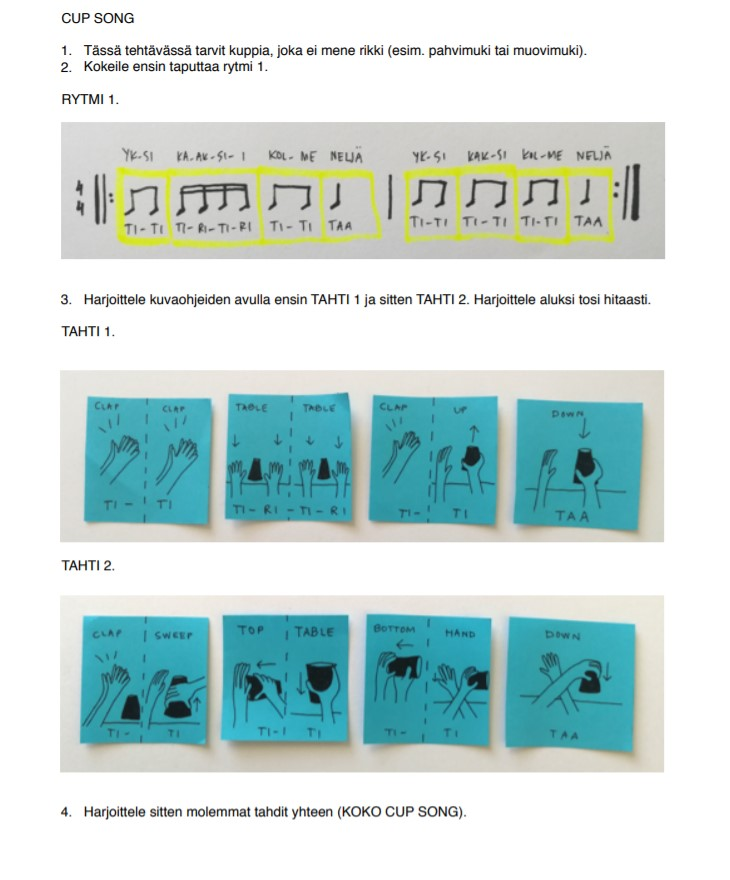 CUP SONG
1. Tässä tehtävässä tarvit kuppia, joka ei mene rikki (esim. pahvimuki tai muovimuki).
2. Kokeile ensin taputtaa rytmi 1.
RYTMI 1.
YK-SI KA-AK-SI-I KOL-ME NELJÄ YK-SI KAK-SI KOL-ME NELJÄ
4
4
TI-TI TI-RI-TI-RI TI-TI TAA TI-TI TI-TI TI-TI TAA
3. Harjoittele kuvaohjeiden avulla ensin TAHTI 1 ja sitten TAHTI 2. Harjoittele aluksi tosi hitaasti.
TAHTI 1.
CLAP CLAP TABLE TABLE CLAP UP DOWN
TI-TI TI-RI-TI-RI TI-TI TAA
TAHTI 2.
CLAP SWEEP TOP TABLE BOTTOM HAND DOWN
TI-TI TI-TI TI-TI TAA
4. Harjoittele sitten molemmat tahdit yhteen (KOKO CUP SONG).